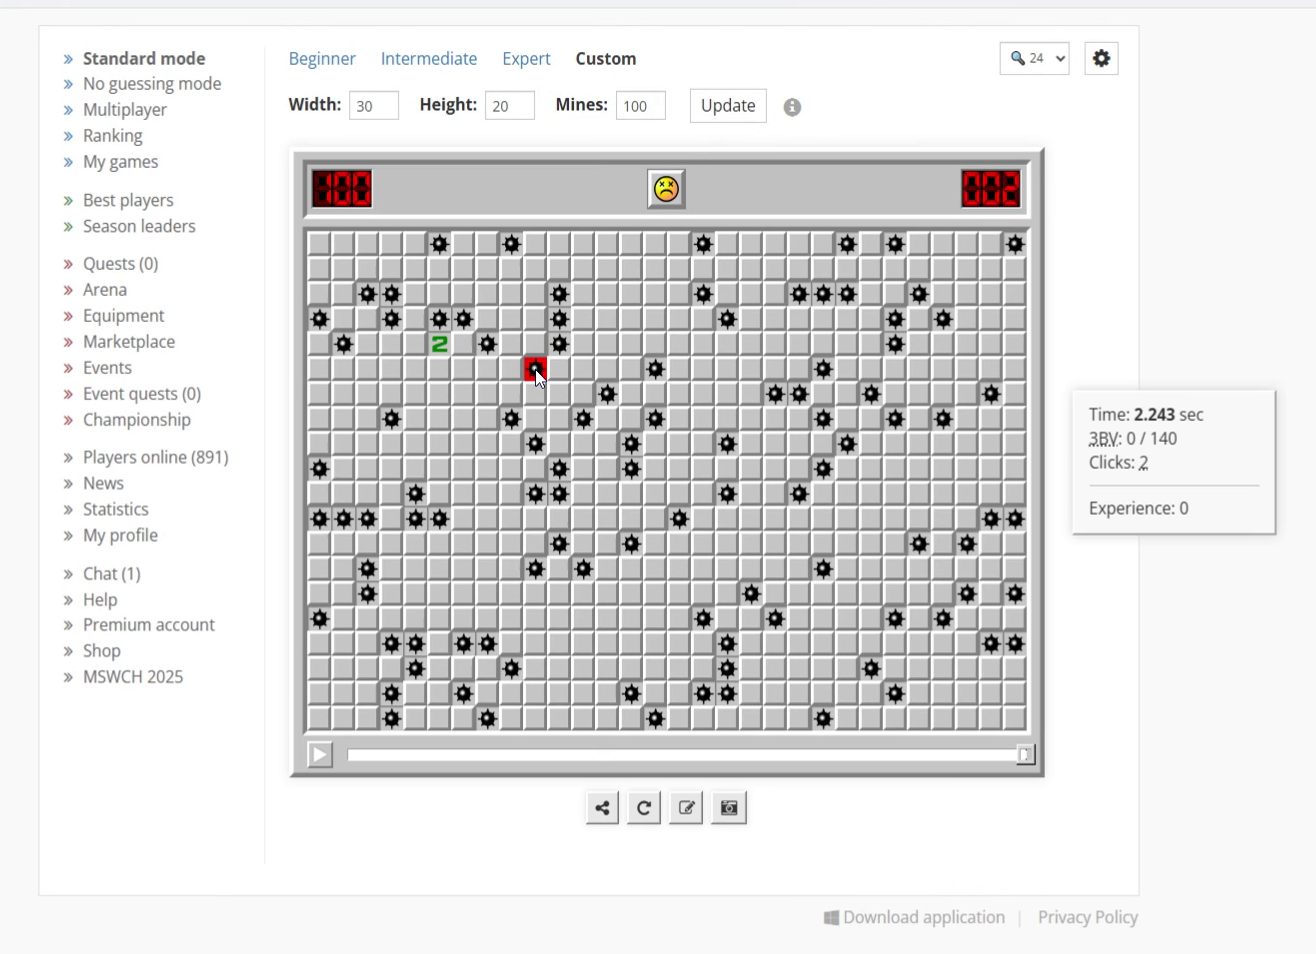 » Standard mode
» No guessing mode
» Multiplayer
» Ranking
» My games
» Best players
» Season leaders
» Quests (0)
» Arena
» Equipment
» Marketplace
» Events
» Event quests (0)
» Championship
» Players online (891)
» News
» Statistics
» My profile
» Chat (1)
» Help
» Premium account
» Shop
» MSWCH 2025
Beginner Intermediate Expert Custom
24
Width: 30 Height: 20 Mines: 100 Update
100 002
2
Time: 2.243 sec
3BV: 0 / 140
Clicks: 2
Experience: 0
Download application | Privacy Policy